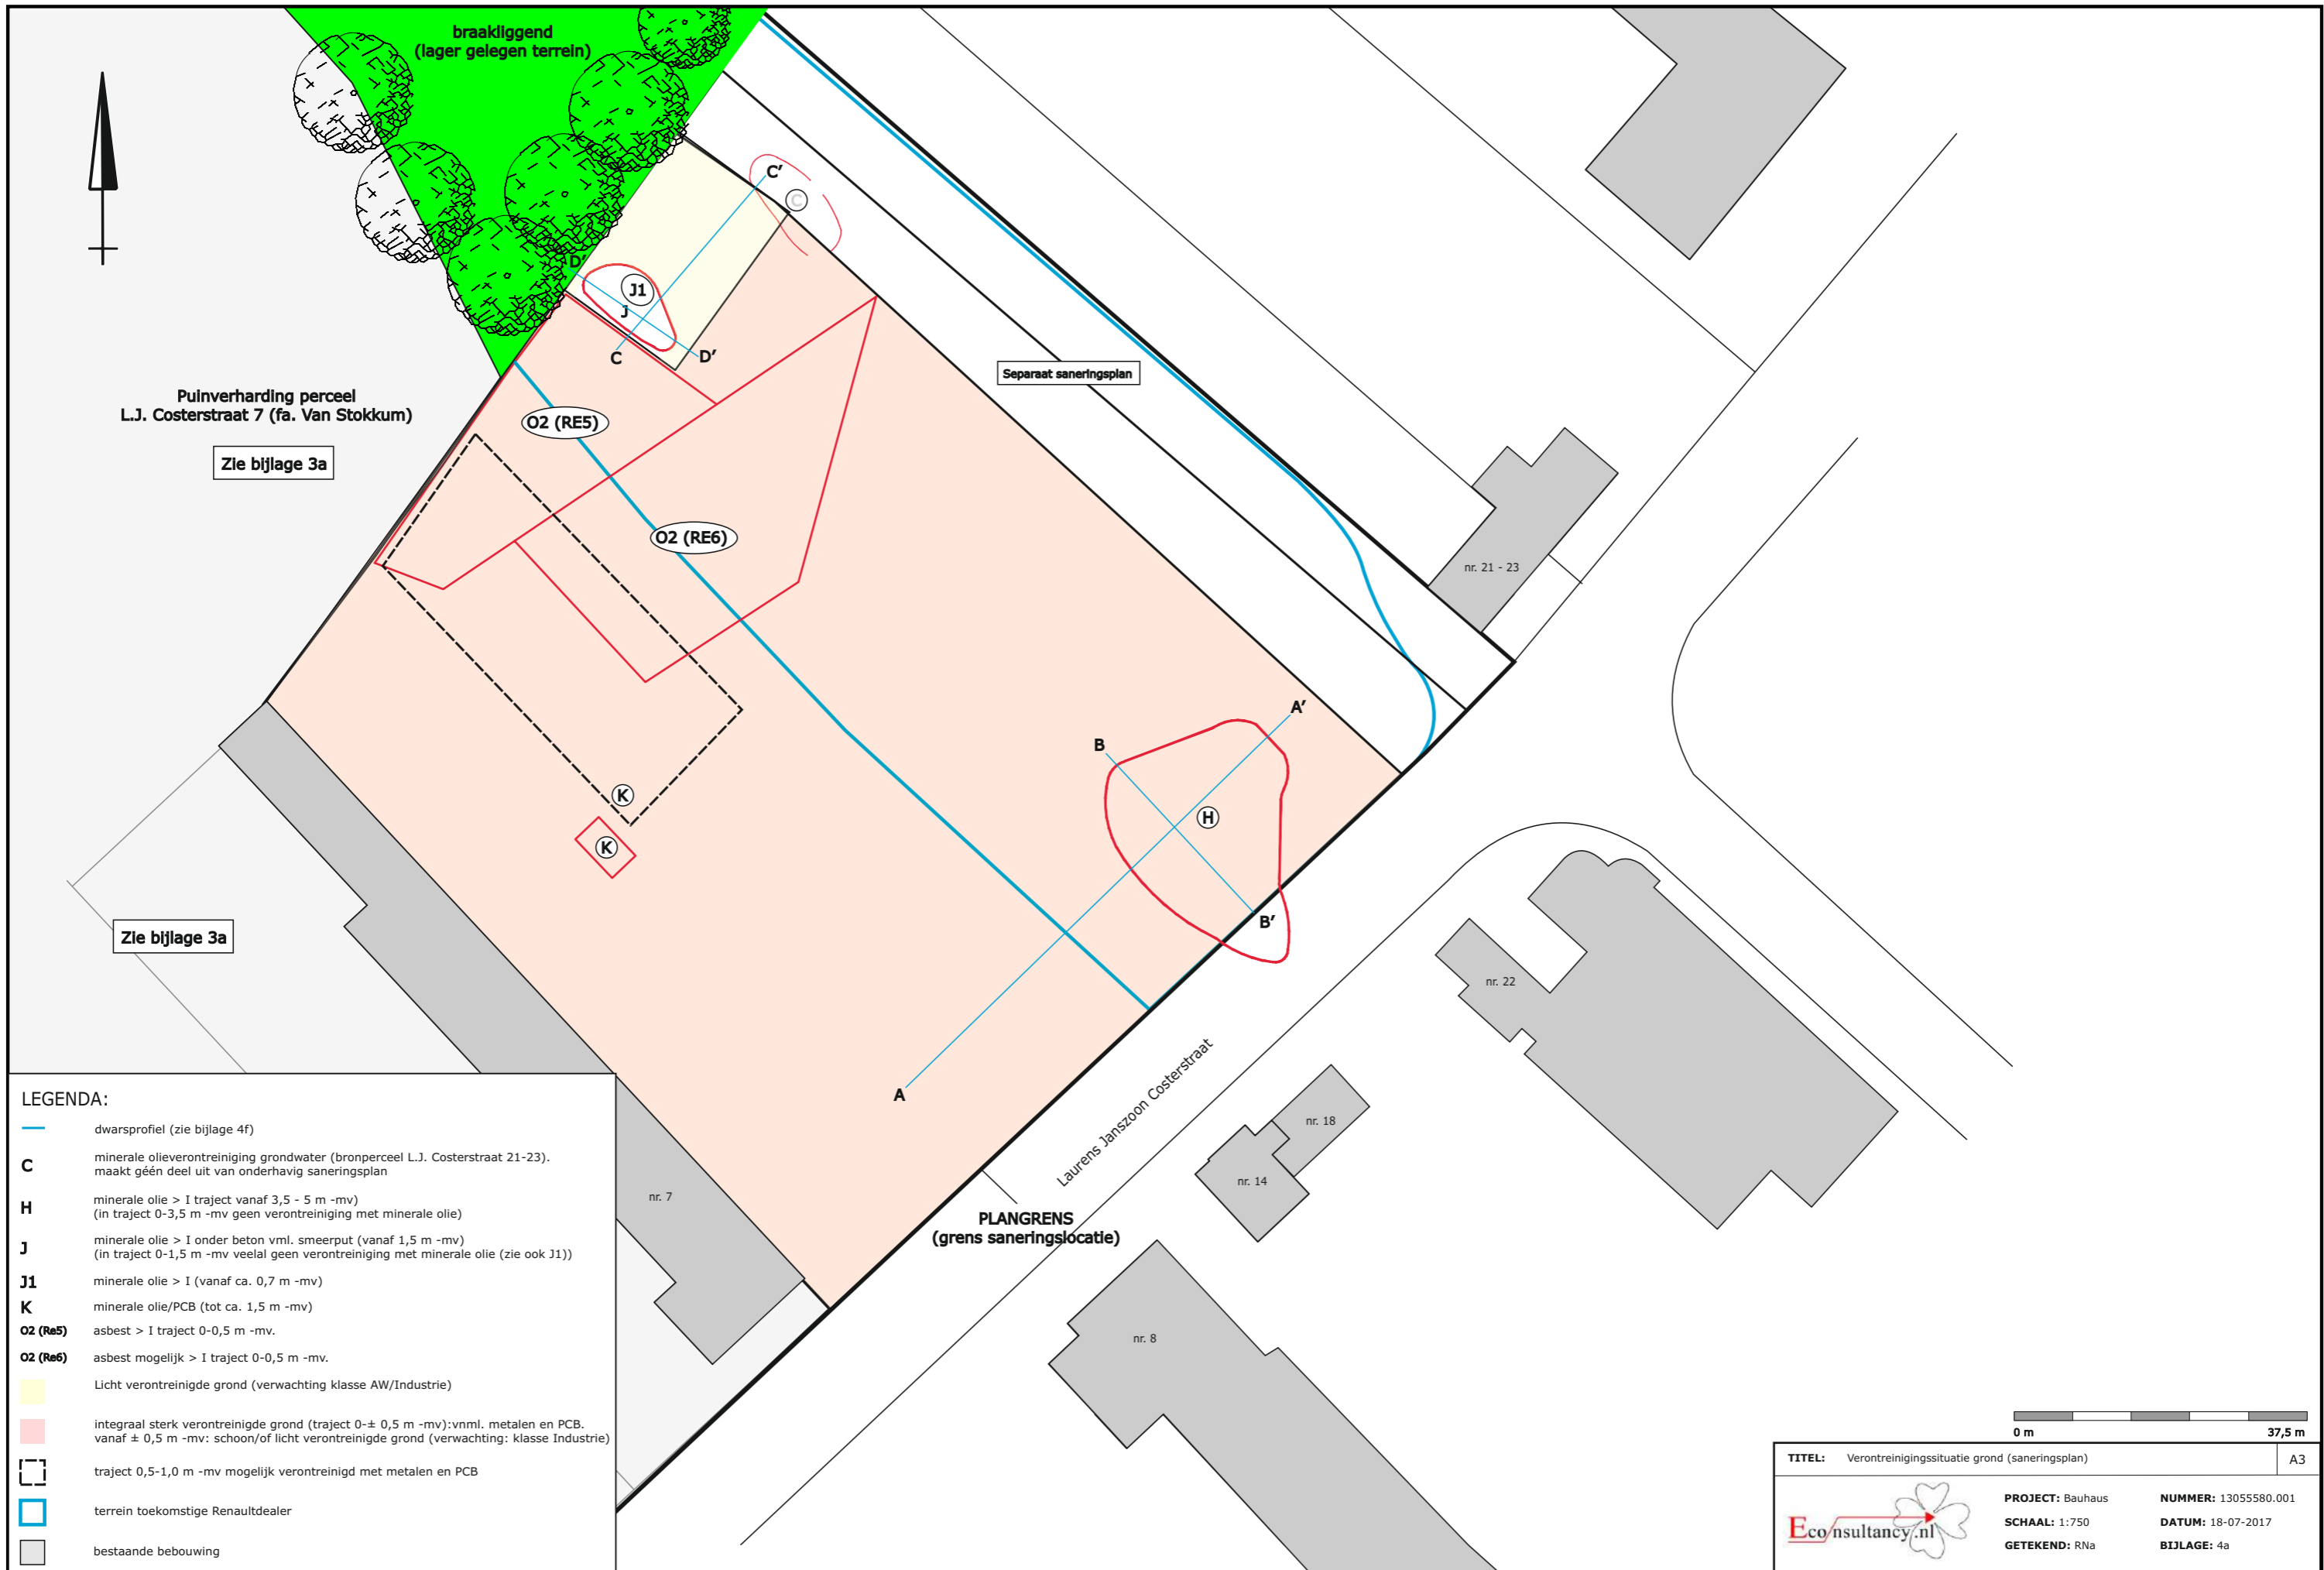 braakliggend
(lager gelegen terrein)
C'
C
D'
J1
J
C
D'
Separaat saneringsplan
Puinverharding perceel
L.J. Costerstraat 7 (fa. Van Stokkum)
Zie bijlage 3a
O2 (RE5)
O2 (RE6)
nr. 21 - 23
A'
B
K
H
K
B'
Zie bijlage 3a
nr. 22
A
Laurens Janszoon Costerstraat
nr. 18
nr. 14
nr. 7
PLANGRENS
(grens saneringslocatie)
nr. 8
LEGENDA:
dwarsprofiel (zie bijlage 4f)
C
minerale olieverontreiniging grondwater (bronperceel L.J. Costerstraat 21-23).
maakt géén deel uit van onderhavig saneringsplan
H
minerale olie > I traject vanaf 3,5 - 5 m -mv)
(in traject 0-3,5 m -mv geen verontreiniging met minerale olie)
J
minerale olie > I onder beton vml. smeerput (vanaf 1,5 m -mv)
(in traject 0-1,5 m -mv veelal geen verontreiniging met minerale olie (zie ook J1))
J1
minerale olie > I (vanaf ca. 0,7 m -mv)
K
minerale olie/PCB (tot ca. 1,5 m -mv)
O2 (Re5)
asbest > I traject 0-0,5 m -mv.
O2 (Re6)
asbest mogelijk > I traject 0-0,5 m -mv.
Licht verontreinigde grond (verwachting klasse AW/Industrie)
integraal sterk verontreinigde grond (traject 0-± 0,5 m -mv):vnml. metalen en PCB.
vanaf ± 0,5 m -mv: schoon/of licht verontreinigde grond (verwachting: klasse Industrie)
traject 0,5-1,0 m -mv mogelijk verontreinigd met metalen en PCB
terrein toekomstige Renaultdealer
bestaande bebouwing
0 m 37,5 m
TITEL: Verontreinigingssituatie grond (saneringsplan) A3
Econsultancy.nl
PROJECT: Bauhaus NUMMER: 13055580.001
SCHAAL: 1:750 DATUM: 18-07-2017
GETEKEND: RNa BIJLAGE: 4a